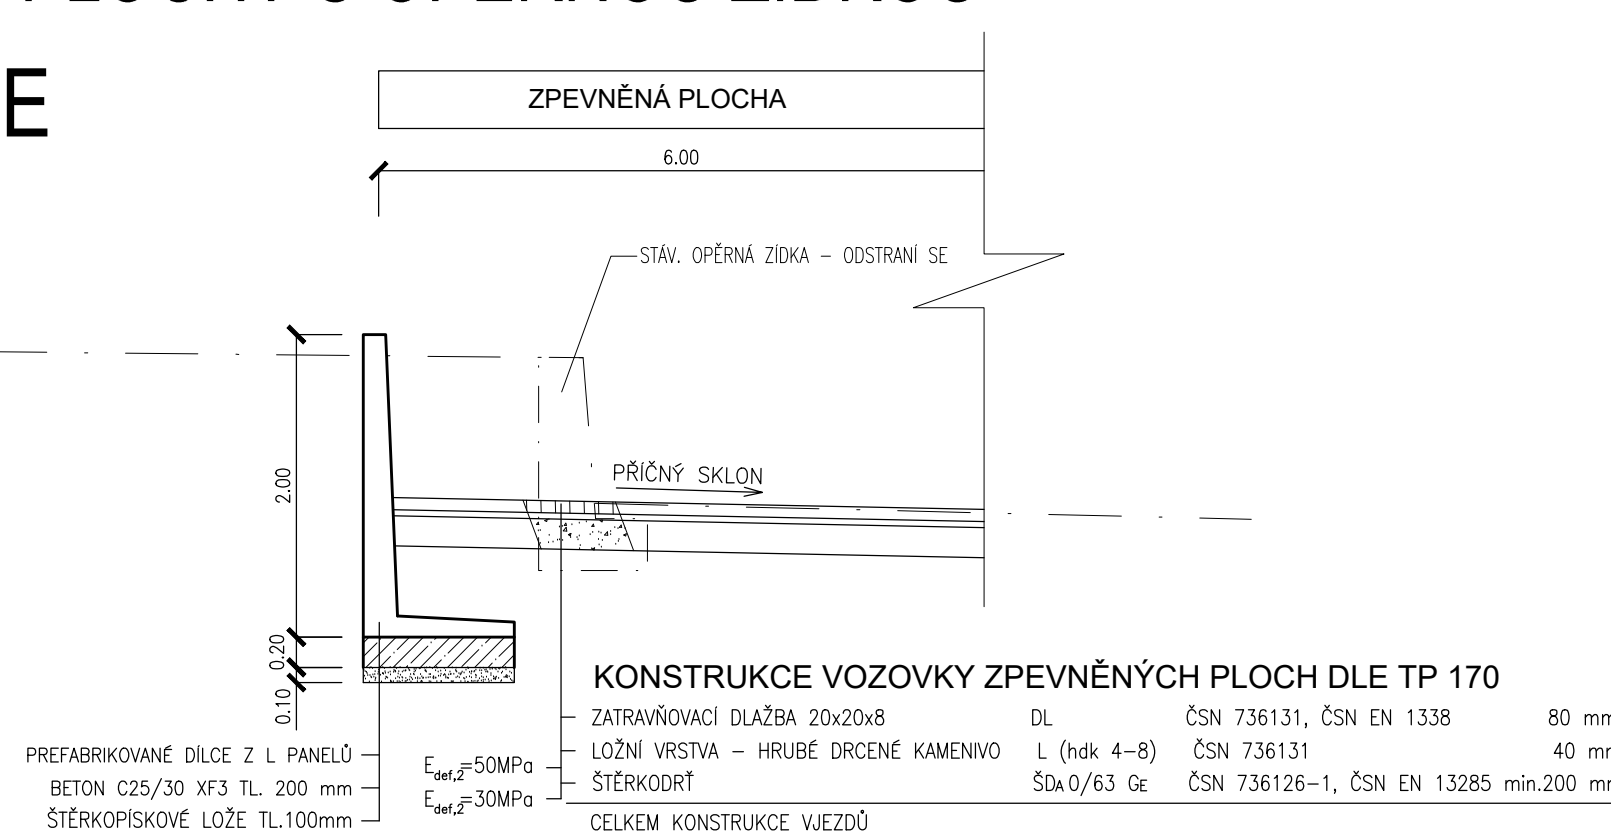 E
ZPEVNĚNÁ PLOCHA
6.00
STÁV. OPĚRNÁ ZÍDKA – ODSTRANÍ SE
2.00
PŘÍČNÝ SKLON
0.20
0.10
KONSTRUKCE VOZOVKY ZPEVNĚNÝCH PLOCH DLE TP 170
ZATRAVŇOVACÍ DLAŽBA 20x20x8 DL ČSN 736131, ČSN EN 1338 80 mm
LOŽNÍ VRSTVA – HRUBÉ DRCENÉ KAMENIVO L (hdk 4–8) ČSN 736131 40 mm
ŠTĚRKODRŤ ŠDA 0/63 GE ČSN 736126–1, ČSN EN 13285 min.200 mm
CELKEM KONSTRUKCE VJEZDŮ
PREFABRIKOVANÉ DÍLCE Z L PANELŮ
BETON C25/30 XF3 TL. 200 mm
ŠTĚRKOPÍSKOVÉ LOŽE TL.100mm
Edef,2=50MPa
Edef,2=30MPa